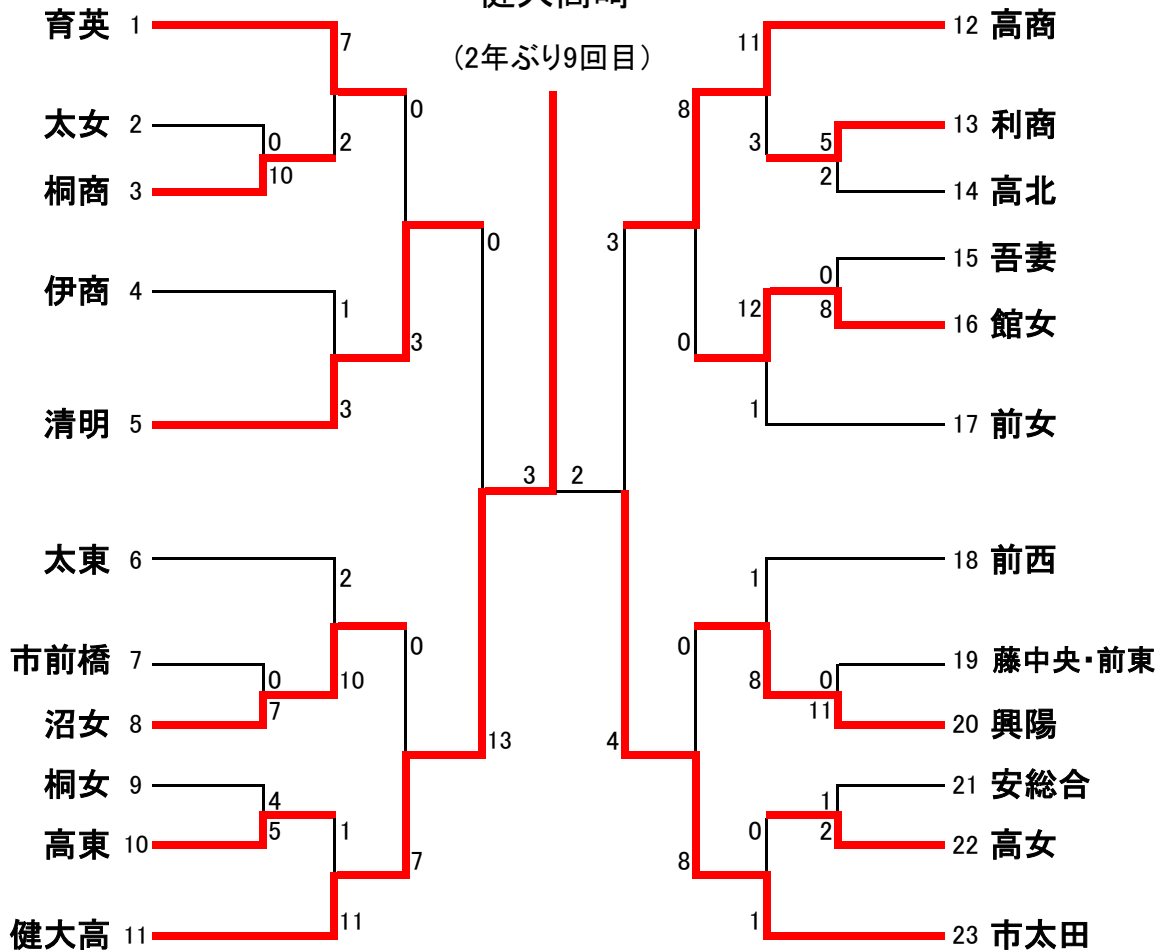 健大高崎
(2年ぶり9回目)
育英 1
太女 2
桐商 3
伊商 4
清明 5
太東 6
市前橋 7
沼女 8
桐女 9
高東 10
健大高 11
7
2
0
10
0
1
3
3
0
2
10
0
7
0
13
4
5
1
11
7
3
2
12 高商
13 利商
14 高北
15 吾妻
16 館女
17 前女
18 前西
19 藤中央・前東
20 興陽
21 安総合
22 高女
23 市太田
11
8
3
5
2
3
0
8
12
0
1
1
0
8
0
11
4
1
2
0
8
1